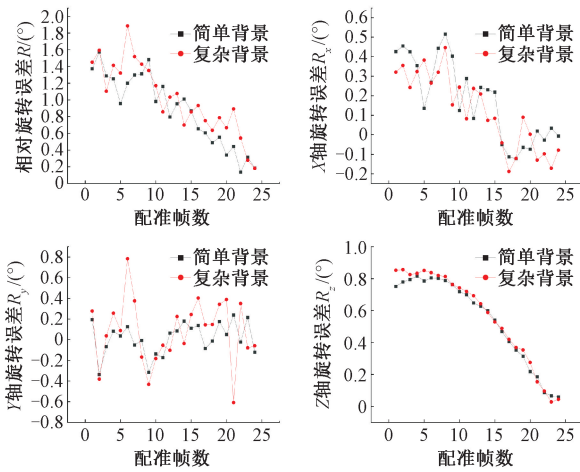 相对旋转误差R/(°)
2.0
1.8
1.6
1.4
1.2
1.0
0.8
0.6
0.4
0.2
0
简单背景
复杂背景
0 5 10 15 20 25
配准帧数
X轴旋转误差Rx/(°)
0.6
0.5
0.4
0.3
0.2
0.1
0
−0.1
−0.2
简单背景
复杂背景
0 5 10 15 20 25
配准帧数
Y轴旋转误差Ry/(°)
0.8
0.6
0.4
0.2
0
−0.2
−0.4
−0.6
−0.8
简单背景
复杂背景
0 5 10 15 20 25
配准帧数
Z轴旋转误差Rz/(°)
1.0
0.8
0.6
0.4
0.2
0
简单背景
复杂背景
0 5 10 15 20 25
配准帧数